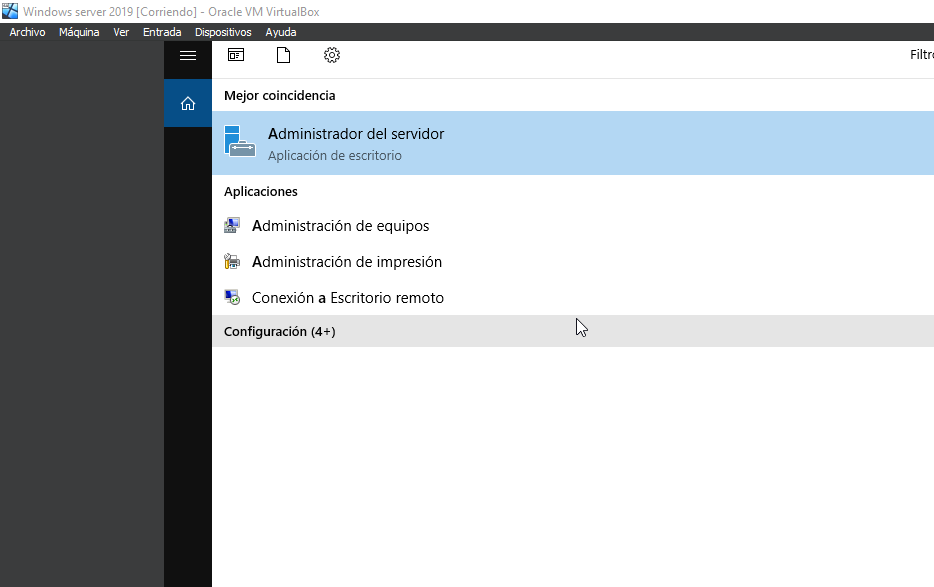 Windows server 2019 [Corriendo] - Oracle VM VirtualBox
Archivo Máquina Ver Entrada Dispositivos Ayuda
Filtro
Mejor coincidencia
Administrador del servidor
Aplicación de escritorio
Aplicaciones
Administración de equipos
Administración de impresión
Conexión a Escritorio remoto
Configuración (4+)